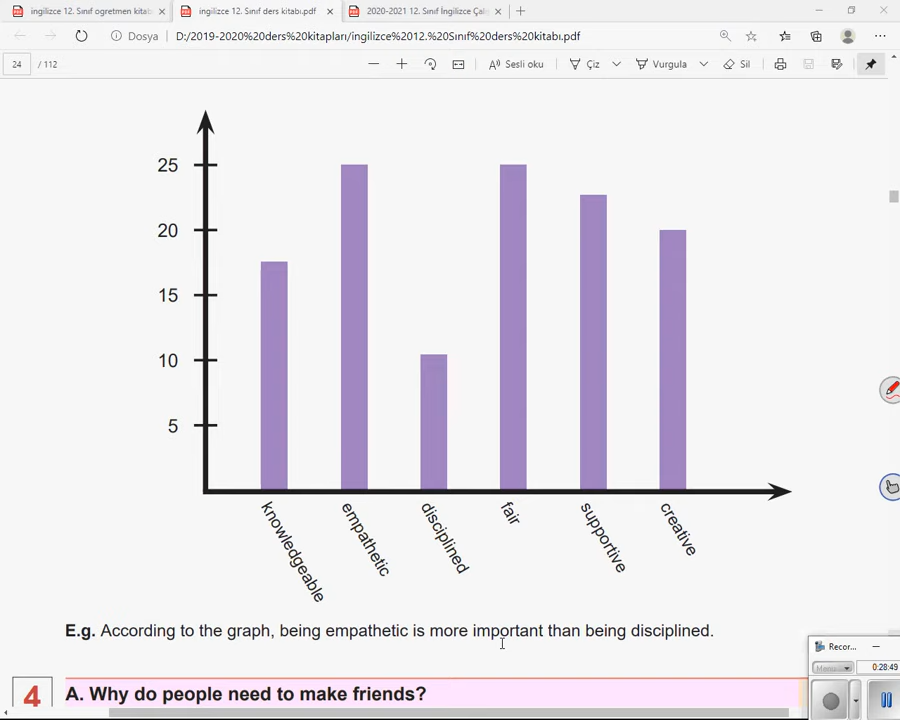 ingilizce 12. Sınıf ogretmen kitab
ingilizce 12. Sınıf ders kitabı.pdf
2020-2021 12. Sınıf İngilizce Çalı
Dosya
D:/2019-2020%20ders%20kitapları/ingilizce%2012.%20Sınıf%20ders%20kitabı.pdf
24 / 112
Sesli oku
Çiz
Vurgula
Sil
25
20
15
10
5
knowledgeable
empathetic
disciplined
fair
supportive
creative
E.g. According to the graph, being empathetic is more important than being disciplined.
4 A. Why do people need to make friends?
Recor...
Menu
0:28:49